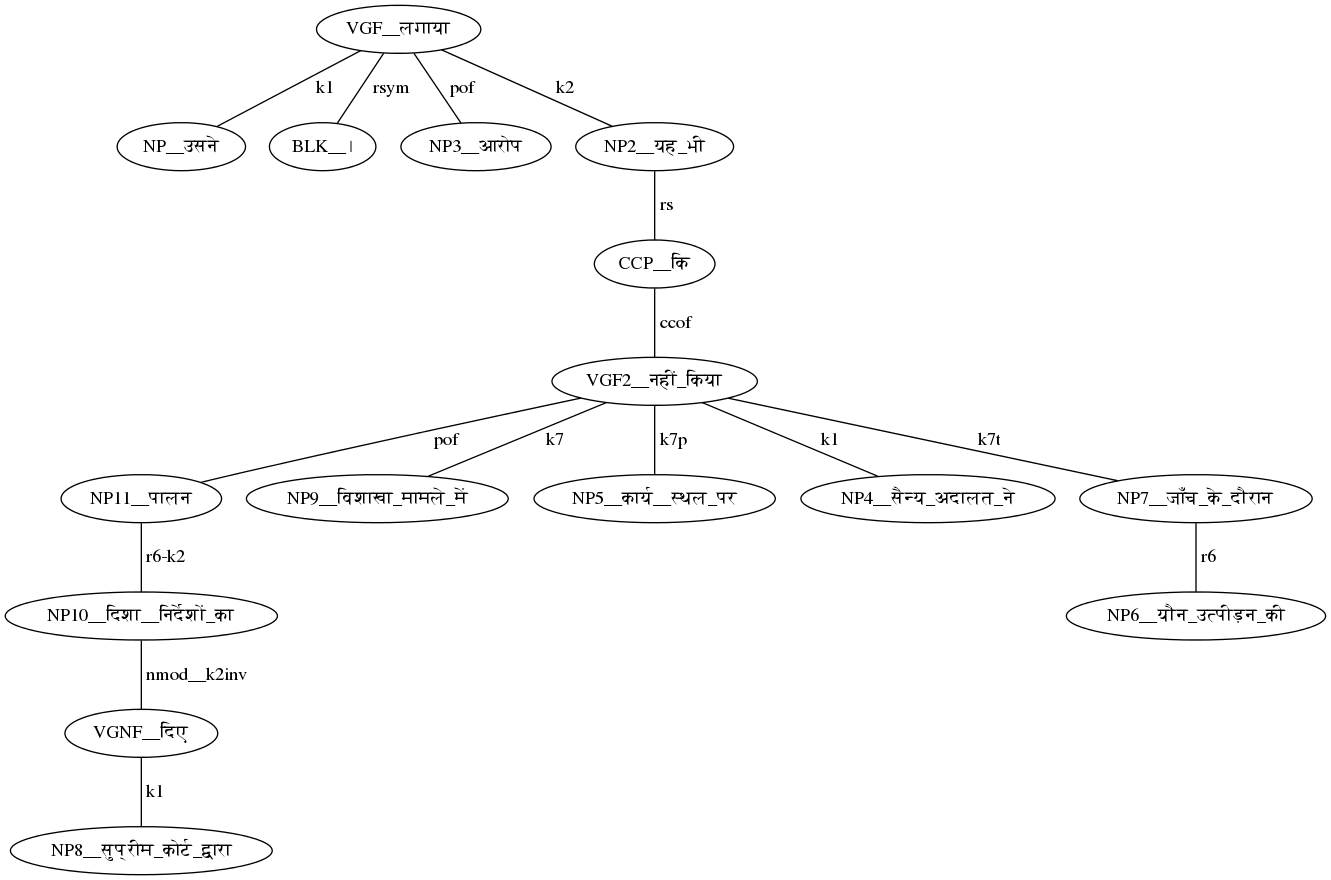 VGF__लगाया
k1 rsym pof k2
NP__उसने BLK__। NP3__आरोप NP2__यह_भी
rs
CCP__कि
ccof
VGF2__नहीं_किया
pof k7 k7p k1 k7t
NP11__पालन NP9__विशाखा_मामले_में NP5__कार्य__स्थल_पर NP4__सैन्य_अदालत_ने NP7__जाँच_के_दौरान
r6-k2 r6
NP10__दिशा__निर्देशों_का NP6__यौन_उत्पीड़न_की
nmod__k2inv
VGNF__दिए
k1
NP8__सुप्रीम_कोर्ट_द्वारा